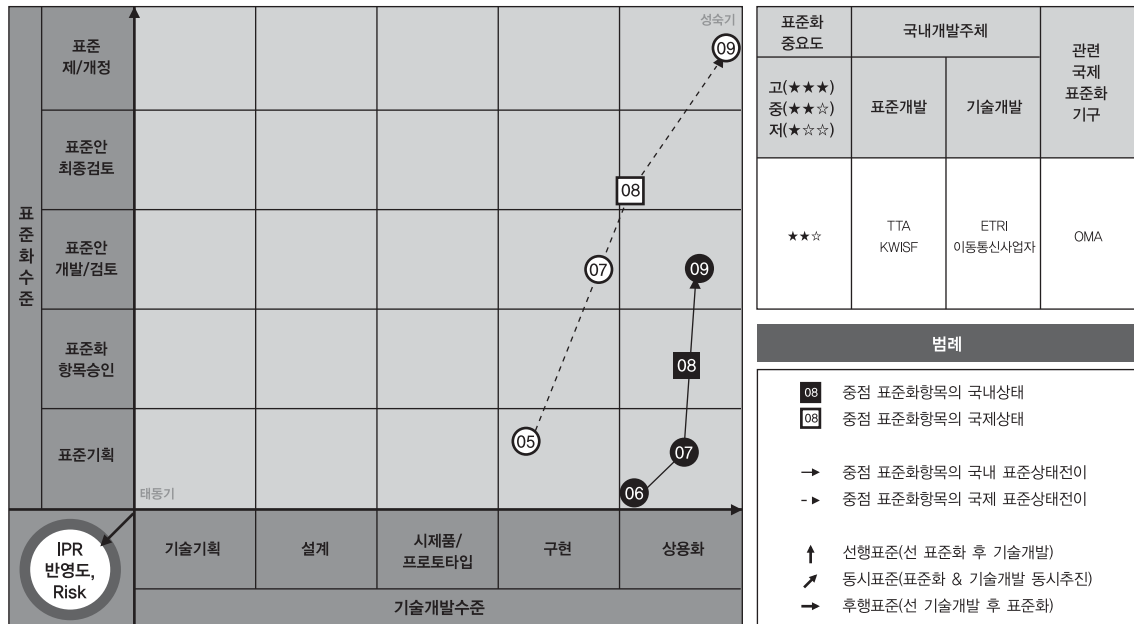 성숙기
표준
제/개정
표준안
최종검토
표준화수준
표준안
개발/검토
표준화
항목승인
표준기획
09
08
07
09
08
05
07
06
태동기
IPR
반영도,
Risk
기술기획
설계
시제품/
프로토타입
구현
상용화
기술개발수준
표준화
중요도
국내개발주체
관련
국제
표준화
기구
고(★★★)
중(★★☆)
저(★☆☆)
표준개발
기술개발
★★☆
TTA
KWISF
ETRI
이동통신사업자
OMA
범례
08 중점 표준화항목의 국내상태
08 중점 표준화항목의 국제상태
→ 중점 표준화항목의 국내 표준상태전이
- ▸ 중점 표준화항목의 국제 표준상태전이
↑ 선행표준(선 표준화 후 기술개발)
↗ 동시표준(표준화 & 기술개발 동시추진)
→ 후행표준(선 기술개발 후 표준화)